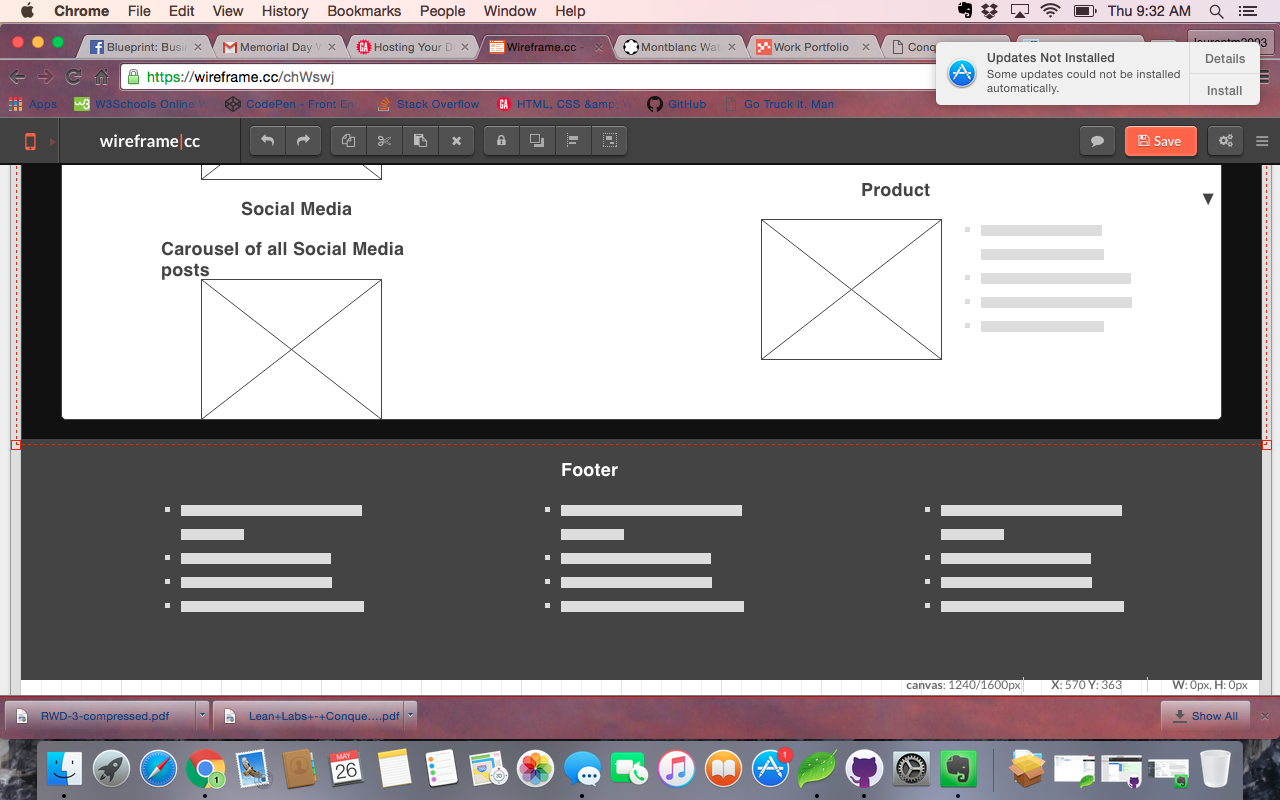 Chrome File Edit View History Bookmarks People Window Help Thu 9:32 AM
Blueprint: Busi
Memorial Day W
Hosting Your D
Wireframe.cc -
Montblanc Wat
Work Portfolio
Conq
Updates Not Installed
Some updates could not be installed
automatically.
Details
Install
https://wireframe.cc/chWswj
Apps W3Schools Online W CodePen - Front En Stack Overflow HTML, CSS &amp; GitHub Go Truck it. Man
wireframe|cc
Save
Product
Social Media
Carousel of all Social Media
posts
Footer
canvas: 1240/1600px X: 570 Y: 363 W: 0px, H: 0px
RWD-3-compressed.pdf Lean+Labs+-+Conque....pdf Show All
1
MAY
26
3D
1